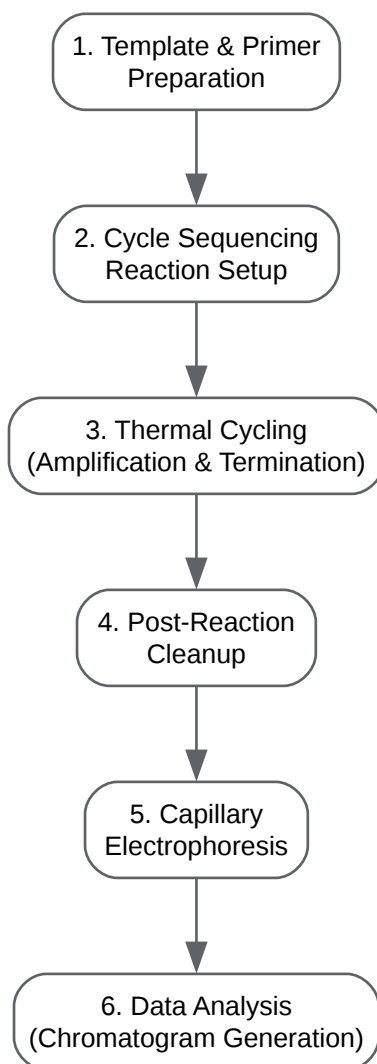 1. Template & Primer
Preparation
2. Cycle Sequencing
Reaction Setup
3. Thermal Cycling
(Amplification & Termination)
4. Post-Reaction
Cleanup
5. Capillary
Electrophoresis
6. Data Analysis
(Chromatogram Generation)